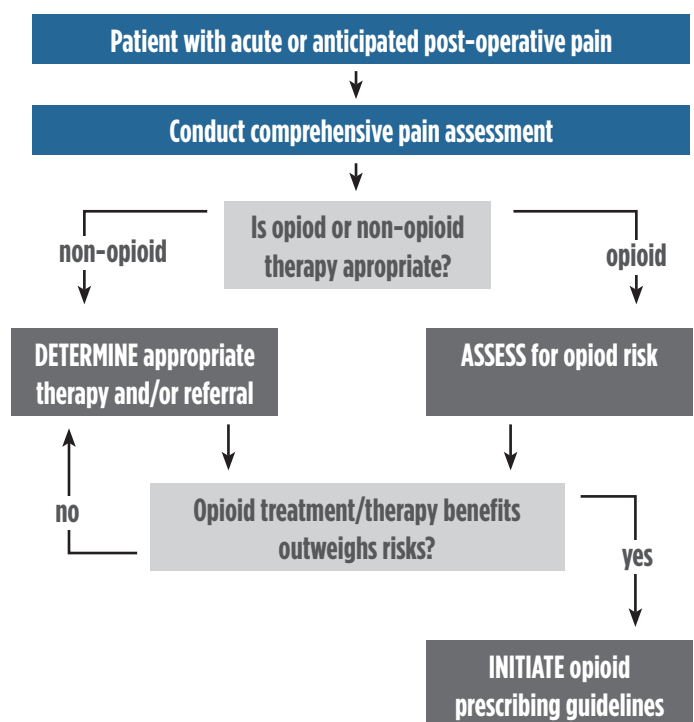 Patient with acute or anticipated post-operative pain
Conduct comprehensive pain assessment
Is opiod or non-opioid
therapy apropriate?
non-opioid
opioid
DETERMINE appropriate
therapy and/or referral
ASSESS for opiod risk
Opioid treatment/therapy benefits
outweighs risks?
no
yes
INITIATE opioid
prescribing guidelines